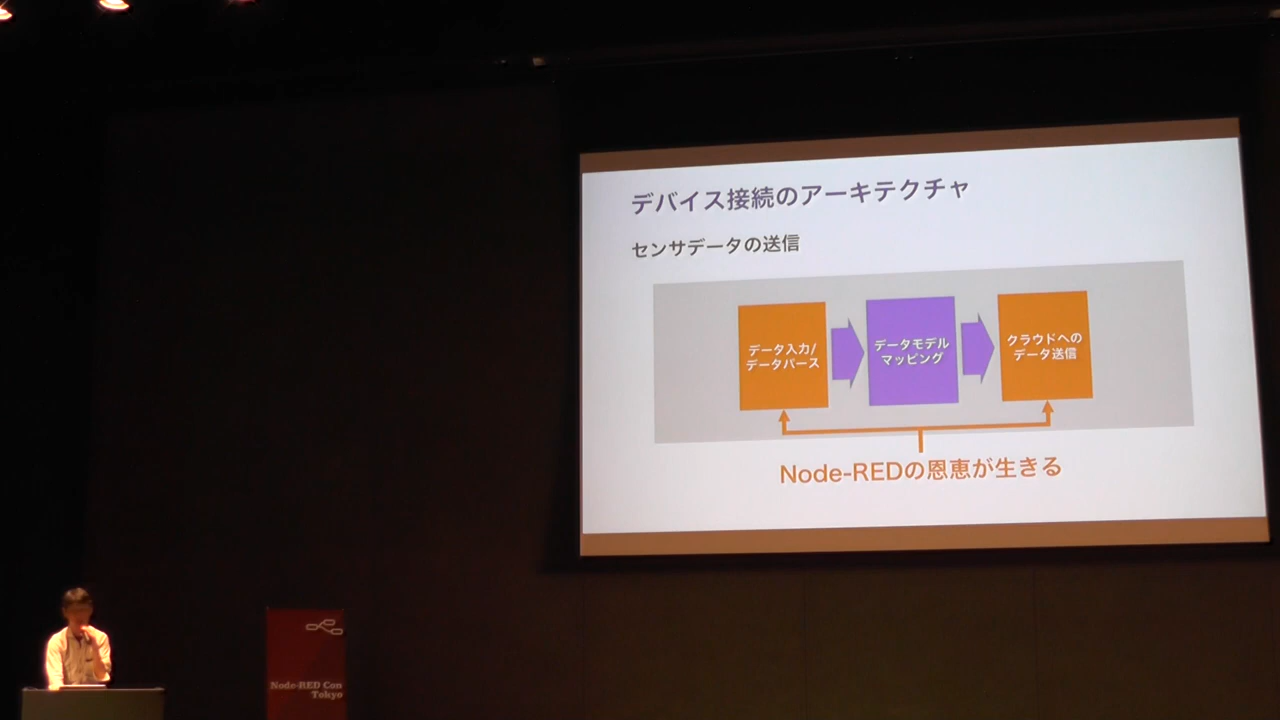 デバイス接続のアーキテクチャ
センサデータの送信
データ入力/
データパース
データモデル
マッピング
クラウドへの
データ送信
Node-REDの恩恵が生きる
Node-RED Con
Tokyo